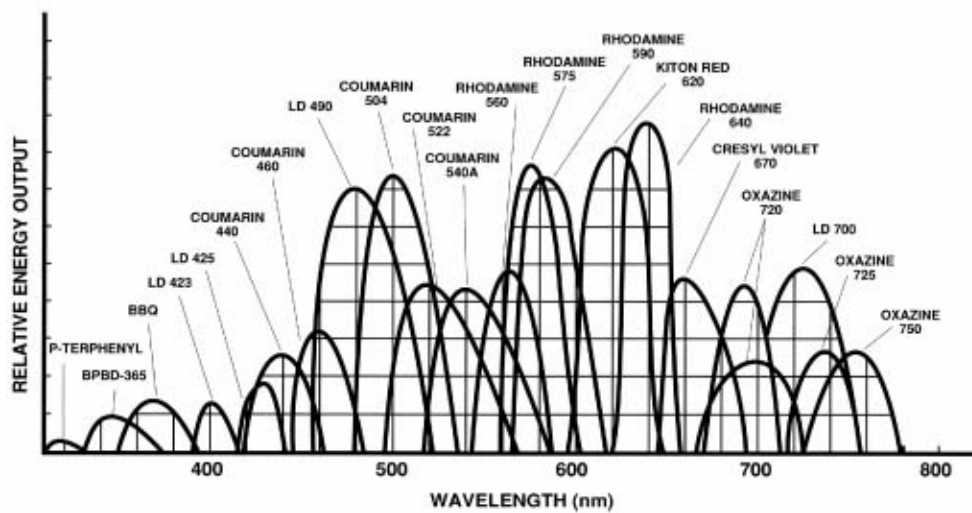 RHODAMINE
590
RHODAMINE
575
KITON RED
620
COUMARIN
504
RHODAMINE
560
LD 490
COUMARIN
522
RHODAMINE
640
COUMARIN
460
COUMARIN
540A
CRESYL VIOLET
670
OXAZINE
720
COUMARIN
440
LD 700
LD 425
OXAZINE
725
LD 423
BBQ
OXAZINE
750
P-TERPHENYL
BPBD-365
RELATIVE ENERGY OUTPUT
400
500
600
700
800
WAVELENGTH (nm)